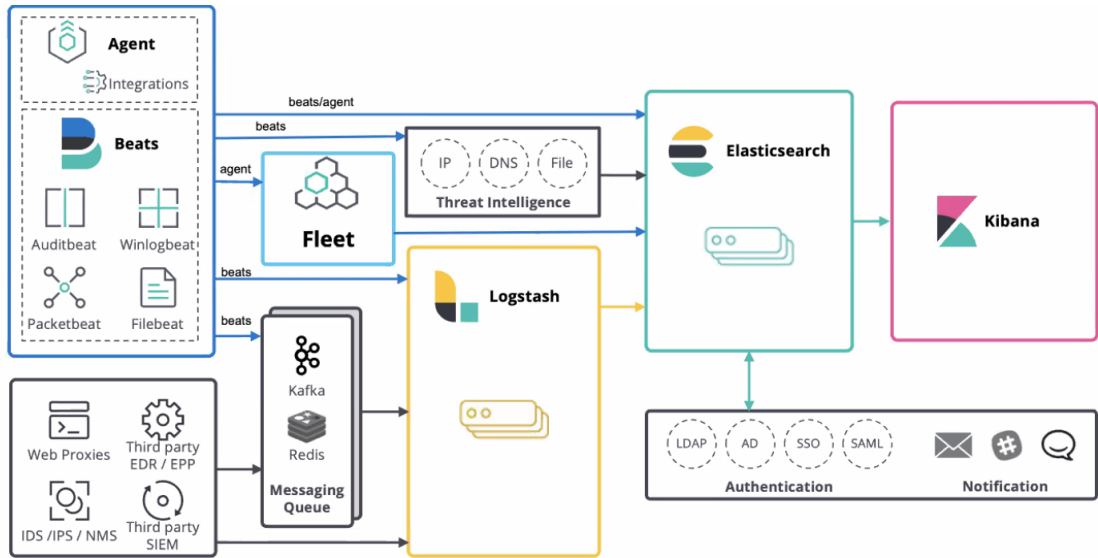 Agent
Integrations
Beats
Auditbeat
Winlogbeat
Packetbeat
Filebeat
beats/agent
beats
agent
beats
beats
IP
DNS
File
Threat Intelligence
Fleet
Logstash
Elasticsearch
Kibana
Kafka
Redis
Messaging
Queue
Web Proxies
Third party
EDR / EPP
IDS /IPS / NMS
Third party
SIEM
LDAP
AD
SSO
SAML
Authentication
Notification